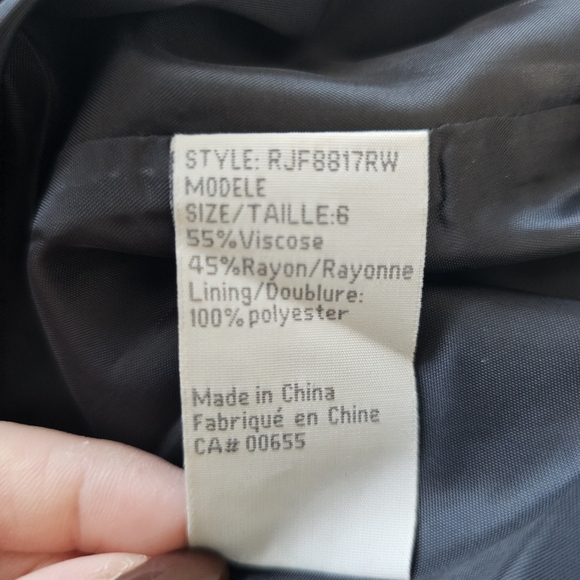 STYLE: RJF8817RW
MODELE
SIZE/TAILLE:6
55%Viscose
45%Rayon/Rayonne
Lining/Doublure:
100%polyester
Made in China
Fabriqué en Chine
CA# 00655